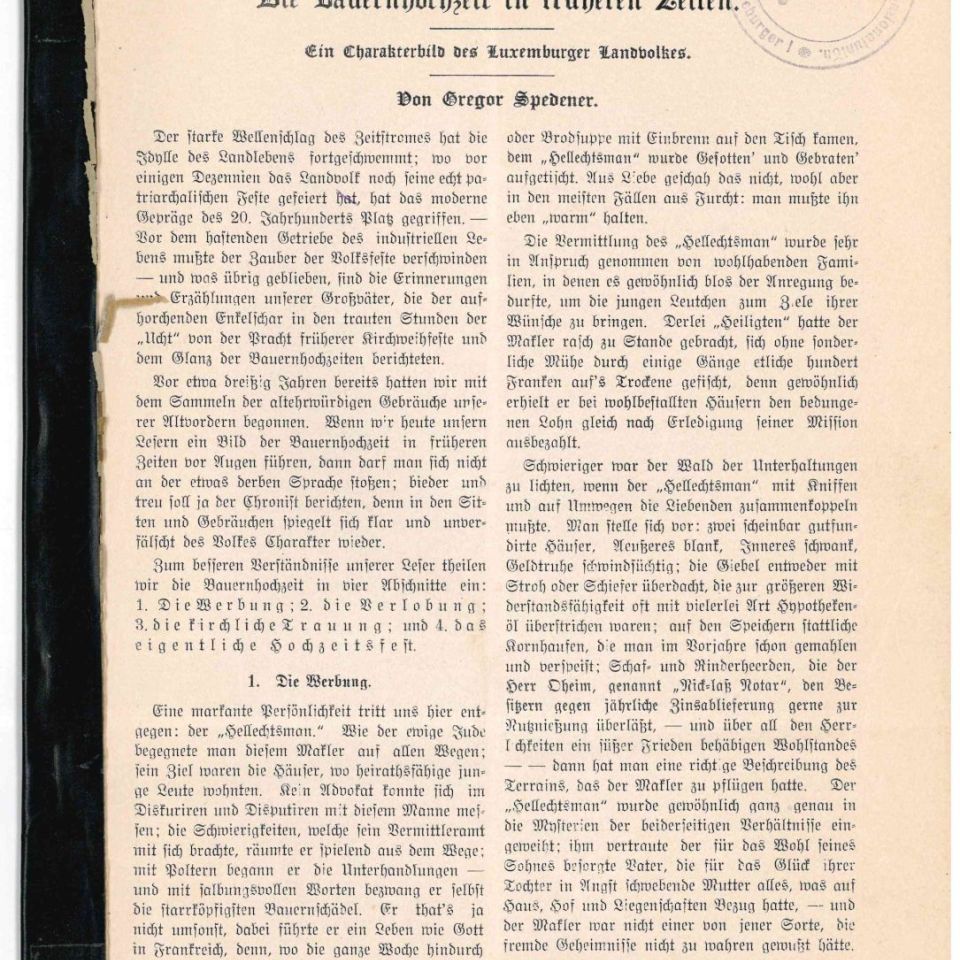 Die Bauernhochzeit in früheren Zeiten.
Ein Charakterbild des Luxemburger Landvolkes.
Von Gregor Spedener.
Der starke Wellenschlag des Zeitstromes hat die
Idylle des Landlebens fortgeschwemmt; wo vor
einigen Dezennien das Landvolk noch seine echt pa-
triarchalischen Feste gefeiert hat, hat das moderne
Gepräge des 20. Jahrhunderts Platz gegriffen. —
Vor dem hastenden Getriebe des industriellen Le-
bens mußte der Zauber der Volksfeste verschwinden
— und was übrig geblieben, sind die Erinnerungen
und Erzählungen unserer Großväter, die der auf-
horchenden Enkelschar in den trauten Stunden der
„Ucht“ von der Pracht früherer Kirchweihfeste und
dem Glanz der Bauernhochzeiten berichteten.
Vor etwa dreißig Jahren bereits hatten wir mit
dem Sammeln der altehrwürdigen Gebräuche unse-
rer Altvordern begonnen. Wenn wir heute unsern
Lesern ein Bild der Bauernhochzeit in früheren
Zeiten vor Augen führen, dann darf man sich nicht
an der etwas derben Sprache stoßen; bieder und
treu soll ja der Chronist berichten, denn in den Sit-
ten und Gebräuchen spiegelt sich klar und unver-
fälscht des Volkes Charakter wieder.
Zum besseren Verständnisse unserer Leser theilen
wir die Bauernhochzeit in vier Abschnitte ein:
1. Die Werbung; 2. die Verlobung;
3. die kirchliche Trauung; und 4. das
eigentliche Hochzeitsfest.
1. Die Werbung.
Eine markante Persönlichkeit tritt uns hier ent-
gegen: der „Hellechtsman.“ Wie der ewige Jude
begegnete man diesem Makler auf allen Wegen;
sein Ziel waren die Häuser, wo heirathsfähige jun-
ge Leute wohnten. Kein Advokat konnte sich im
Diskuriren und Disputiren mit diesem Manne mes-
sen; die Schwierigkeiten, welche sein Vermittleramt
mit sich brachte, räumte er spielend aus dem Wege;
mit Poltern begann er die Unterhandlungen —
und mit salbungsvollen Worten bezwang er selbst
die starrköpfigsten Bauernschädel. Er that's ja
nicht umsonst, dabei führte er ein Leben wie Gott
in Frankreich, denn, wo die ganze Woche hindurch
oder Brodsuppe mit Einbrenn auf den Tisch kamen,
dem „Hellechtsman“ wurde Gesotten' und Gebraten'
aufgetischt. Aus Liebe geschah das nicht, wohl aber
in den meisten Fällen aus Furcht: man mußte ihn
eben „warm“ halten.
Die Vermittlung des „Hellechtsman“ wurde sehr
in Anspruch genommen von wohlhabenden Fami-
lien, in denen es gewöhnlich blos der Anregung be-
durfte, um die jungen Leutchen zum Ziele ihrer
Wünsche zu bringen. Derlei „Heiligten“ hatte der
Makler rasch zu Stande gebracht, sich ohne sonder-
liche Mühe durch einige Gänge etliche hundert
Franken auf's Trockene gefischt, denn gewöhnlich
erhielt er bei wohlbestallten Häusern den bedunge-
nen Lohn gleich nach Erledigung seiner Mission
ausbezahlt.
Schwieriger war der Wald der Unterhaltungen
zu lichten, wenn der „Hellechtsman“ mit Kniffen
und auf Umwegen die Liebenden zusammenkoppeln
mußte. Man stelle sich vor: zwei scheinbar gutfun-
dirte Häuser, Aeußeres blank, Inneres schwank,
Geldtruhe schwindsüchtig; die Giebel entweder mit
Stroh oder Schiefer überdacht, die zur größeren Wi-
derstandsfähigkeit oft mit vielerlei Art Hypotheken-
öl überstrichen waren; auf den Speichern stattliche
Kornhaufen, die man im Vorjahre schon gemahlen
und verspeist; Schaf- und Rinderheerden, die der
Herr Oheim, genannt „Nick-laß Notar“, den Be-
sitzern gegen jährliche Zinsablieferung gerne zur
Nutznießung überläßt, — und über all den Herr-
lichkeiten ein süßer Frieden behäbigen Wohlstandes
— — dann hat man eine richtige Beschreibung des
Terrains, das der Makler zu pflügen hatte. Der
„Hellechtsman“ wurde gewöhnlich ganz genau in
die Mysterien der beiderseitigen Verhältnisse ein-
geweiht; ihm vertraute der für das Wohl seines
Sohnes besorgte Vater, die für das Glück ihrer
Tochter in Angst schwebende Mutter alles, was auf
Haus, Hof und Liegenschaften Bezug hatte, — und
der Makler war nicht einer von jener Sorte, die
fremde Geheimnisse nicht zu wahren gewußt hätte.